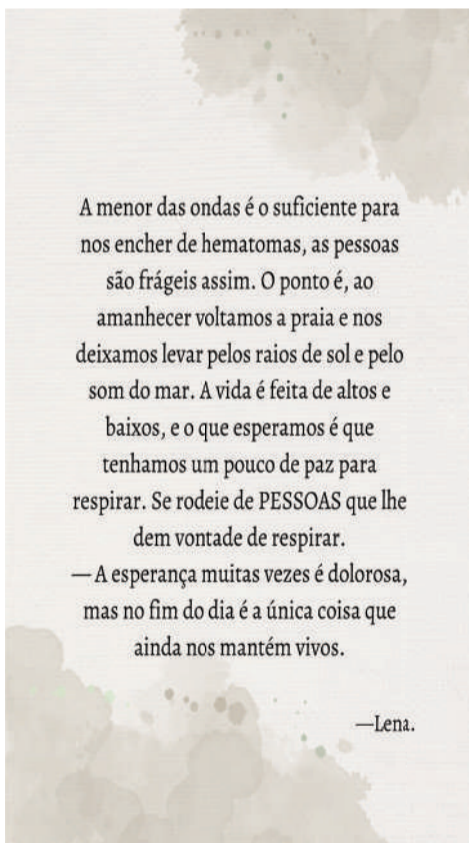 A menor das ondas é o suficiente para
nos encher de hematomas, as pessoas
são frágeis assim. O ponto é, ao
amanhecer voltamos a praia e nos
deixamos levar pelos raios de sol e pelo
som do mar. A vida é feita de altos e
baixos, e o que esperamos é que
tenhamos um pouco de paz para
respirar. Se rodeie de PESSOAS que lhe
dem vontade de respirar.
—A esperança muitas vezes é dolorosa,
mas no fim do dia é a única coisa que
ainda nos mantém vivos.
—Lena.